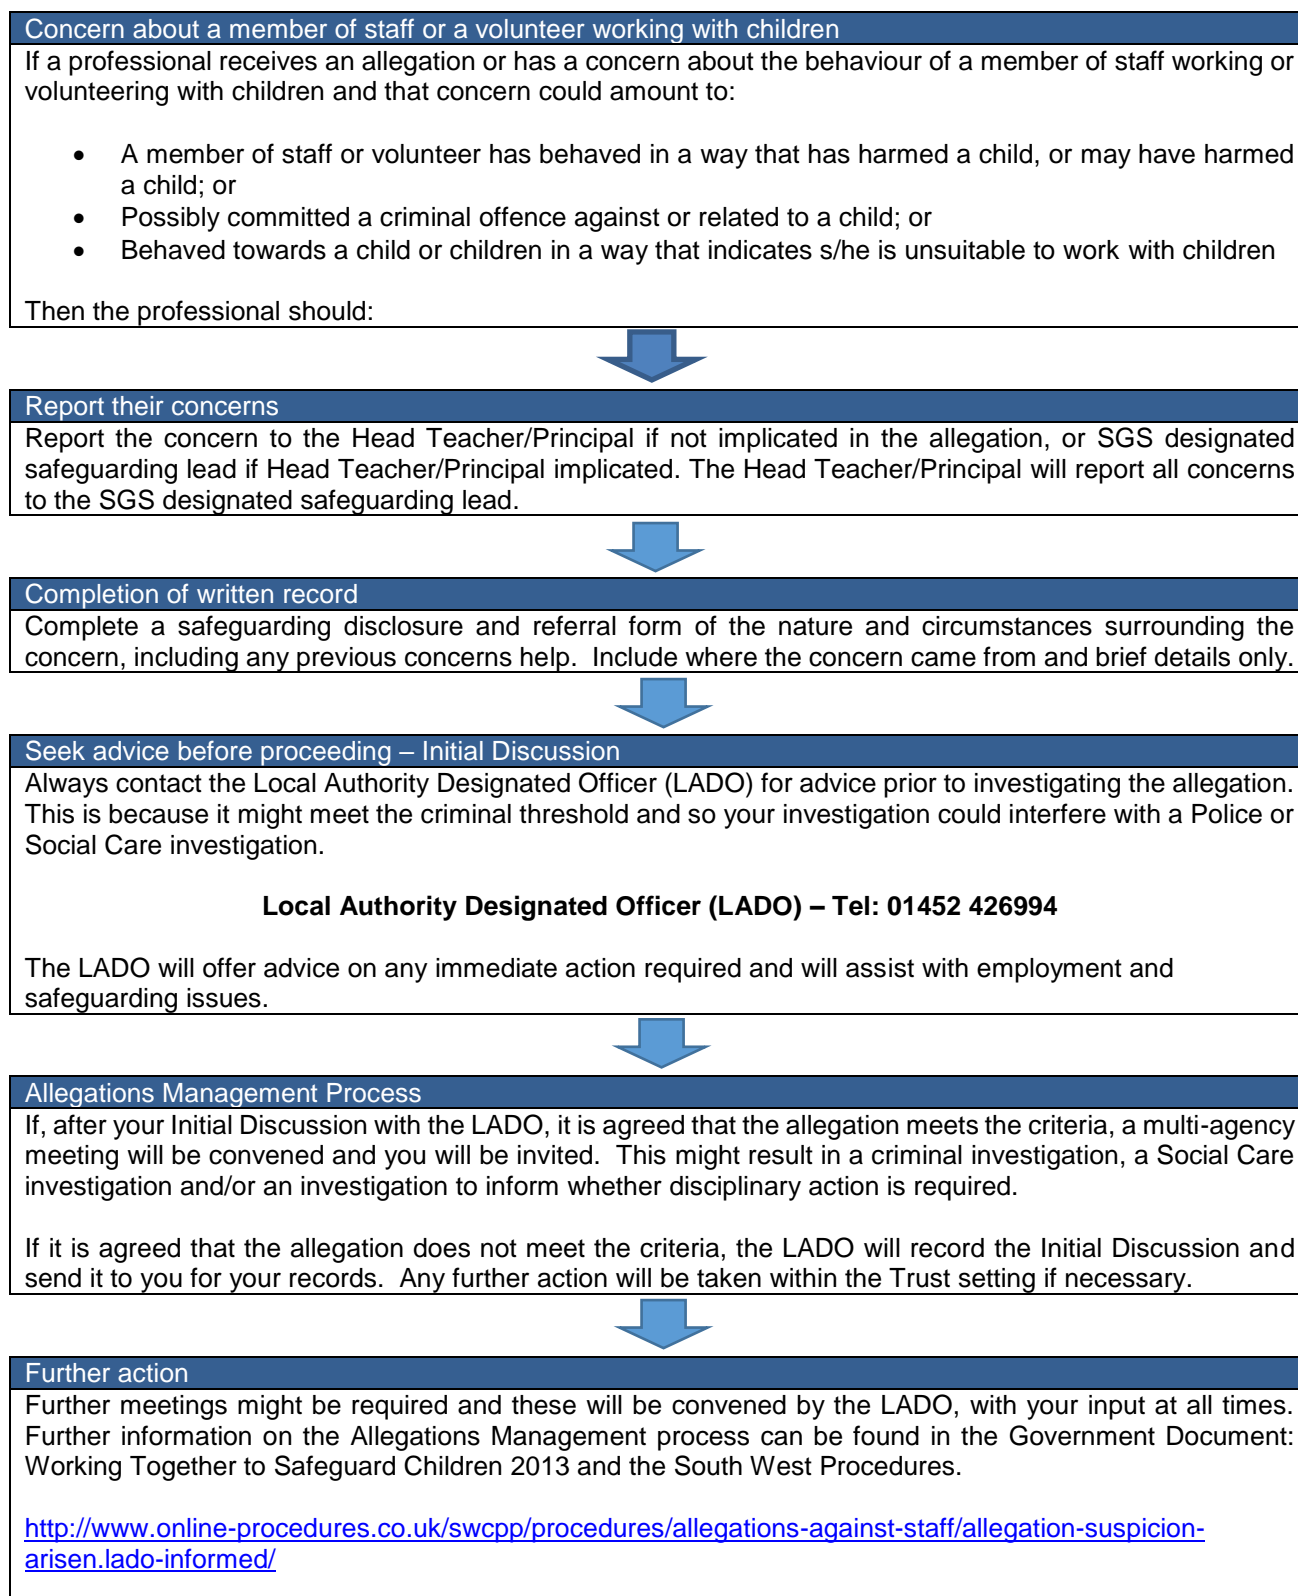 Concern about a member of staff or a volunteer working with children
If a professional receives an allegation or has a concern about the behaviour of a member of staff working or
volunteering with children and that concern could amount to:
• A member of staff or volunteer has behaved in a way that has harmed a child, or may have harmed
a child; or
• Possibly committed a criminal offence against or related to a child; or
• Behaved towards a child or children in a way that indicates s/he is unsuitable to work with children
Then the professional should:
Report their concerns
Report the concern to the Head Teacher/Principal if not implicated in the allegation, or SGS designated
safeguarding lead if Head Teacher/Principal implicated. The Head Teacher/Principal will report all concerns
to the SGS designated safeguarding lead.
Completion of written record
Complete a safeguarding disclosure and referral form of the nature and circumstances surrounding the
concern, including any previous concerns help.  Include where the concern came from and brief details only.
Seek advice before proceeding – Initial Discussion
Always contact the Local Authority Designated Officer (LADO) for advice prior to investigating the allegation.
This is because it might meet the criminal threshold and so your investigation could interfere with a Police or
Social Care investigation.
Local Authority Designated Officer (LADO) – Tel: 01452 426994
The LADO will offer advice on any immediate action required and will assist with employment and
safeguarding issues.
Allegations Management Process
If, after your Initial Discussion with the LADO, it is agreed that the allegation meets the criteria, a multi-agency
meeting will be convened and you will be invited.  This might result in a criminal investigation, a Social Care
investigation and/or an investigation to inform whether disciplinary action is required.
If it is agreed that the allegation does not meet the criteria, the LADO will record the Initial Discussion and
send it to you for your records.  Any further action will be taken within the Trust setting if necessary.
Further action
Further meetings might be required and these will be convened by the LADO, with your input at all times.
Further information on the Allegations Management process can be found in the Government Document:
Working Together to Safeguard Children 2013 and the South West Procedures.
http://www.online-procedures.co.uk/swcpp/procedures/allegations-against-staff/allegation-suspicion-
arisen.lado-informed/